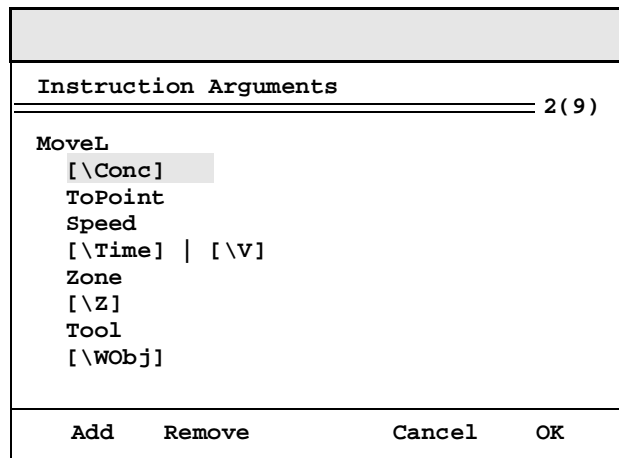 Instruction Arguments
2(9)
MoveL
[\Conc]
ToPoint
Speed
[\Time] | [\V]
Zone
[\Z]
Tool
[\WObj]
Add Remove Cancel OK